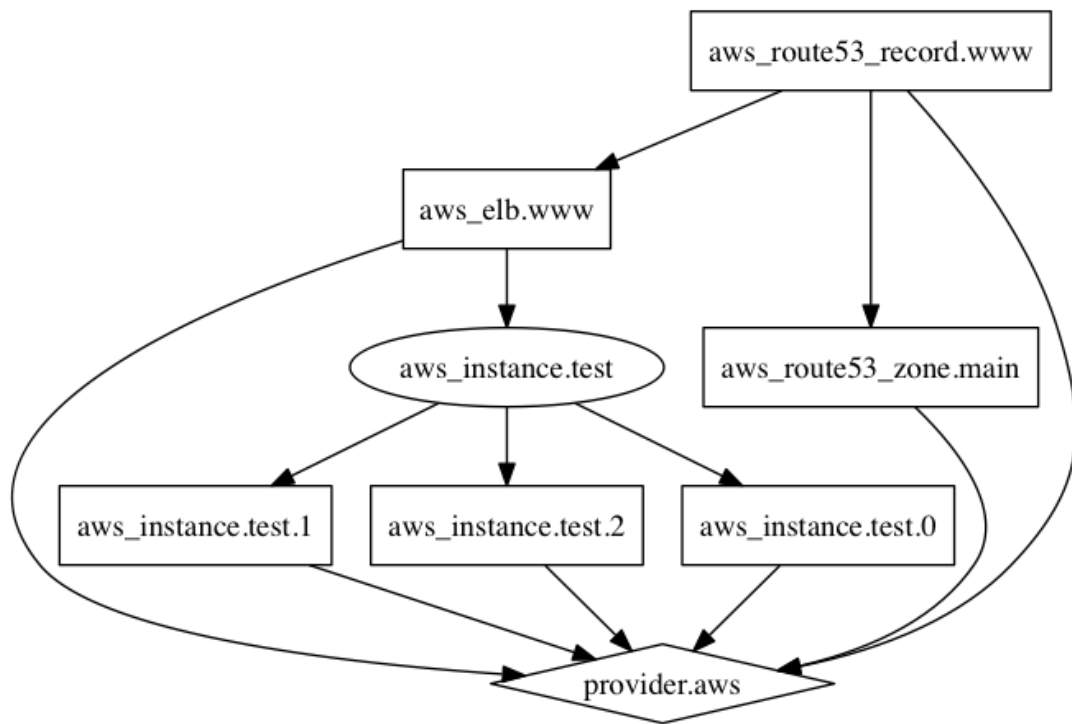 aws_route53_record.www
aws_elb.www
aws_instance.test
aws_route53_zone.main
aws_instance.test.1
aws_instance.test.2
aws_instance.test.0
provider.aws